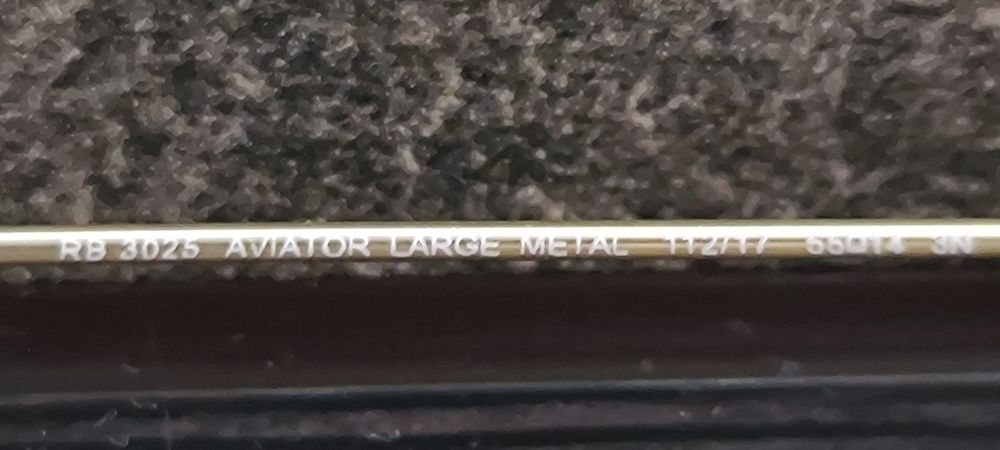 RB 3025 AVIATOR LARGE METAL 112/17 55□14 3N